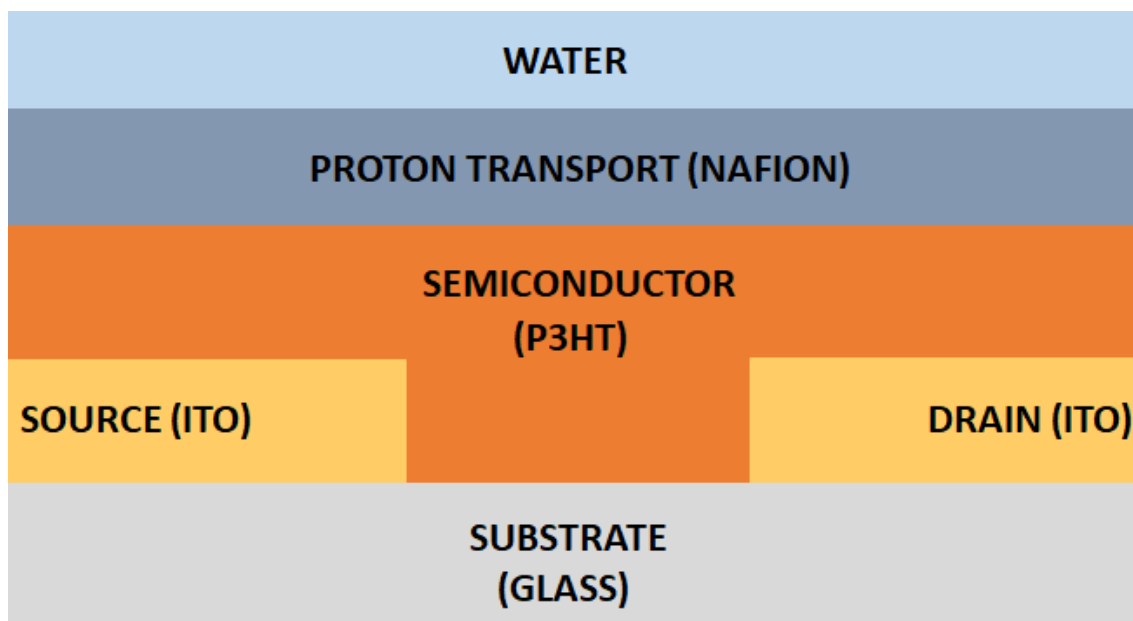 WATER
PROTON TRANSPORT (NAFION)
SEMICONDUCTOR
(P3HT)
SOURCE (ITO)
DRAIN (ITO)
SUBSTRATE
(GLASS)